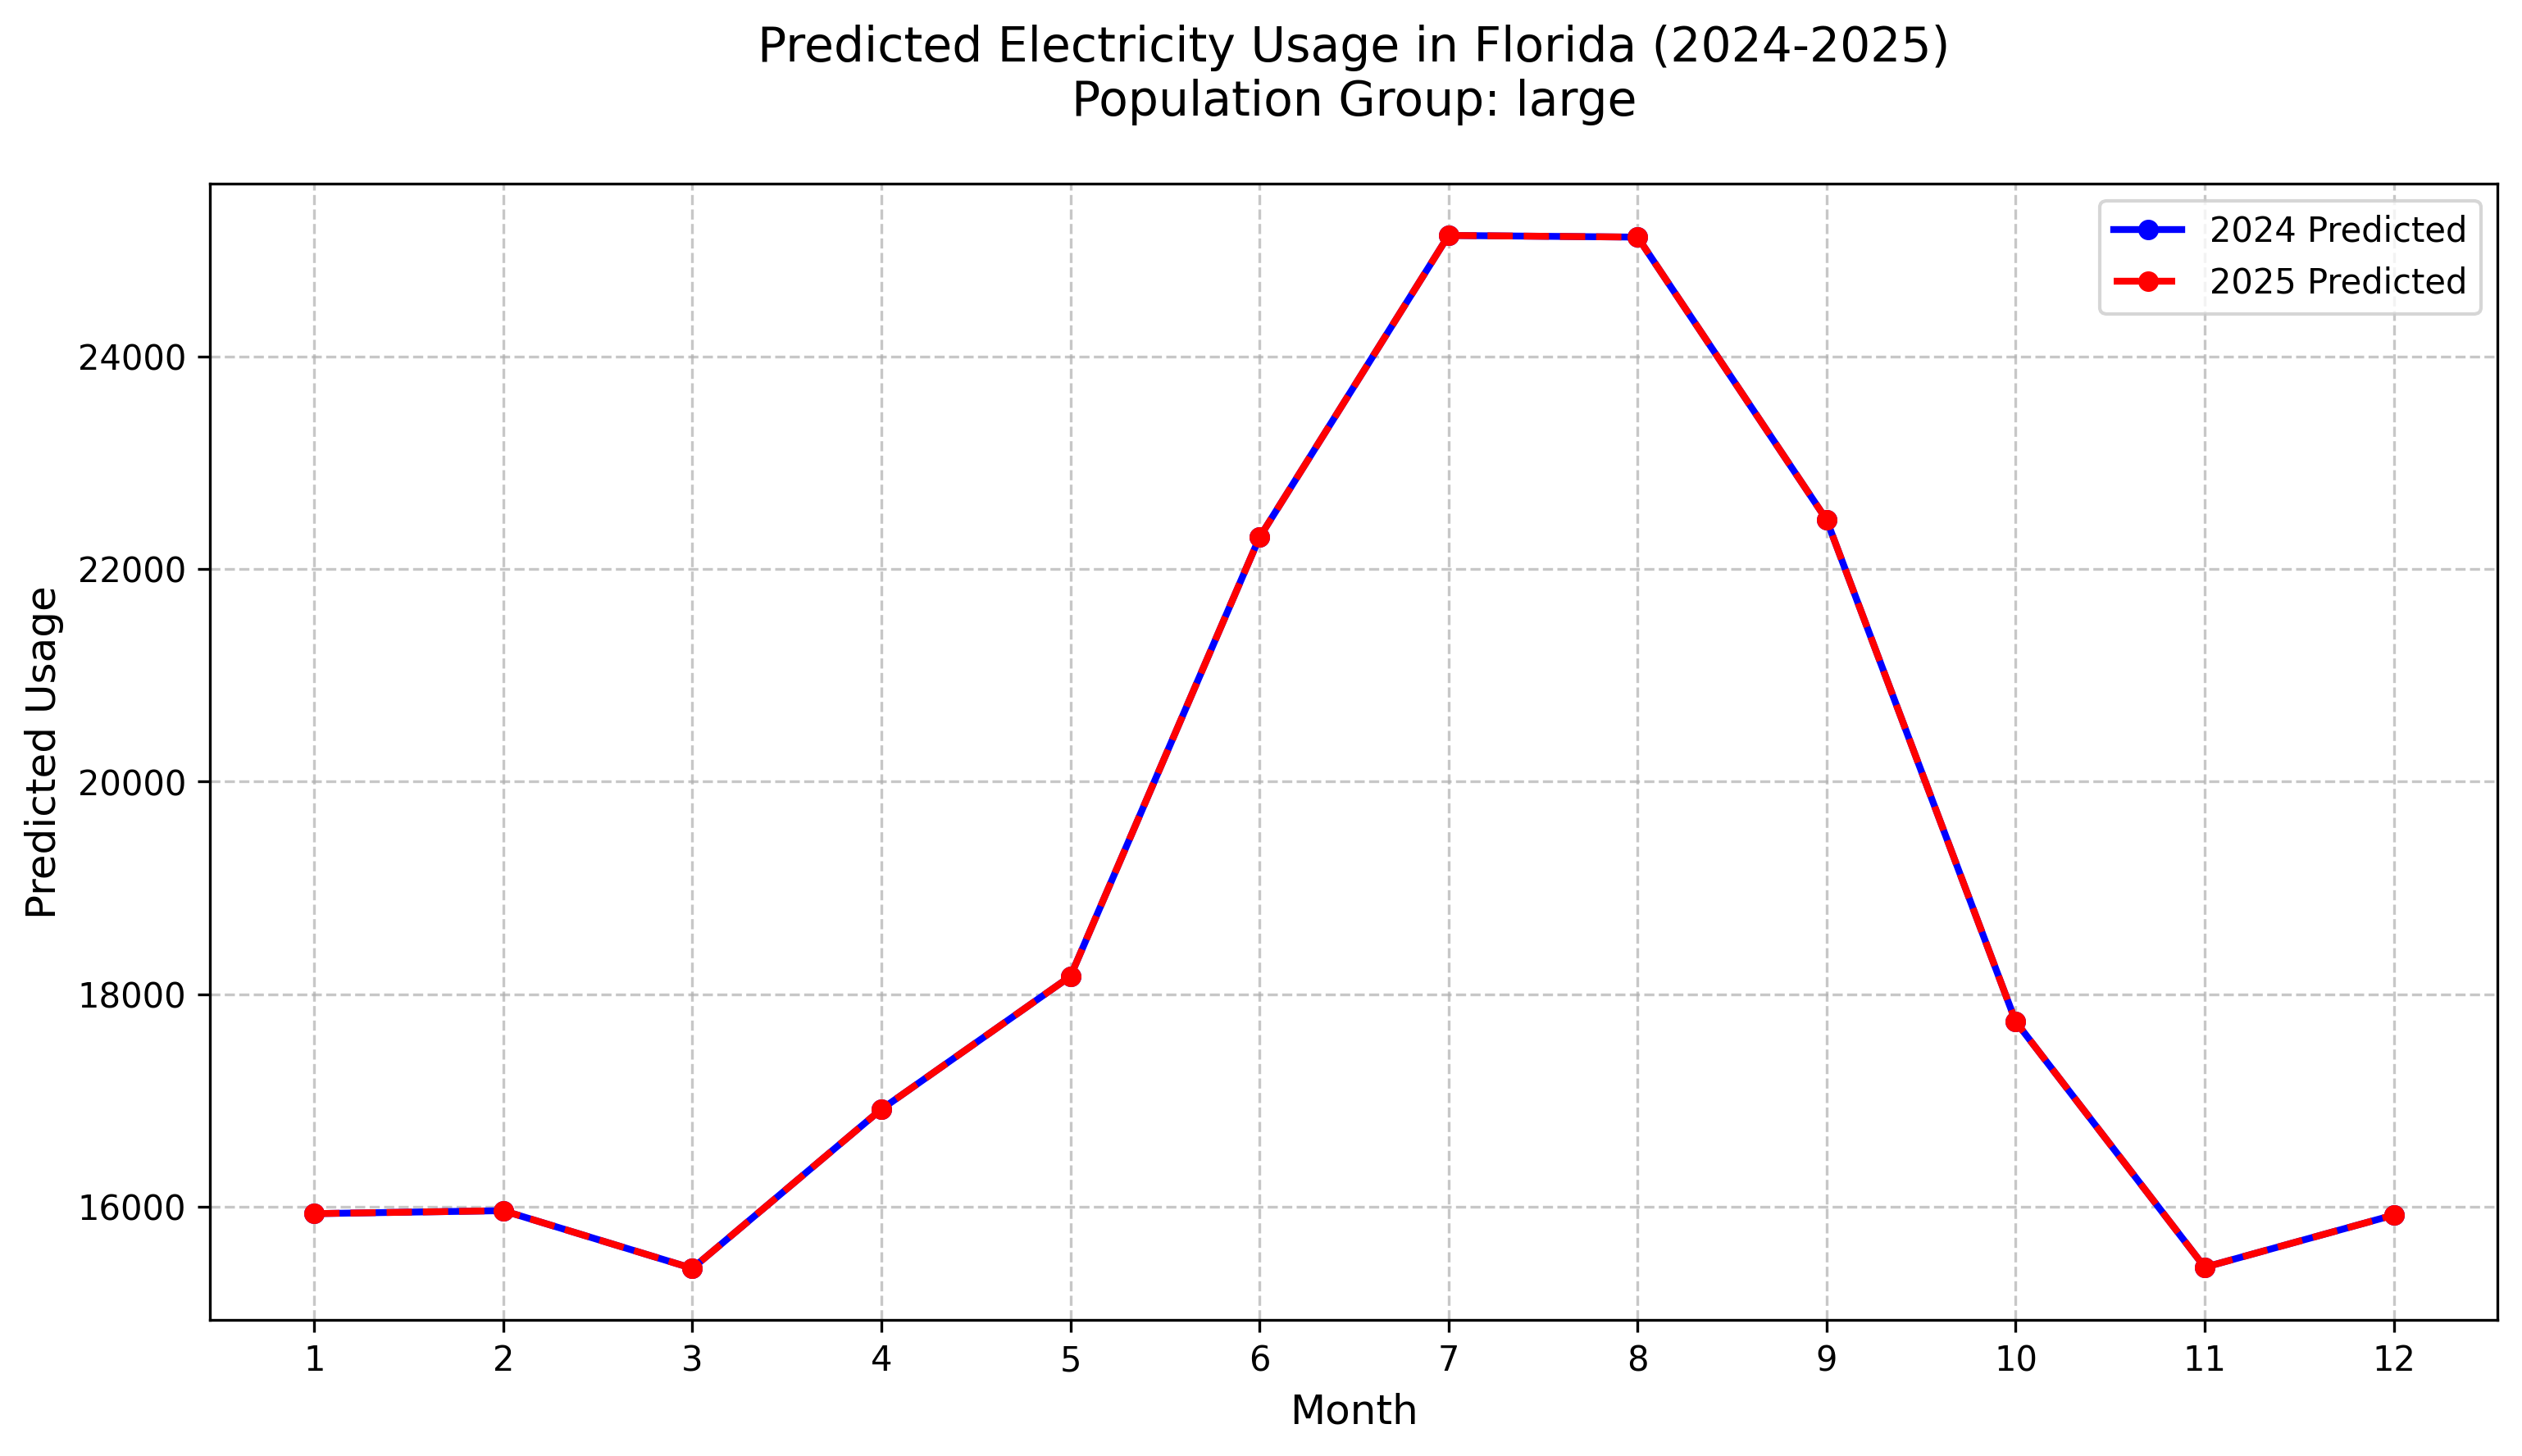 Predicted Electricity Usage in Florida (2024-2025)
Population Group: large
2024 Predicted
2025 Predicted
Predicted Usage
24000
22000
20000
18000
16000
1 2 3 4 5 6 7 8 9 10 11 12
Month